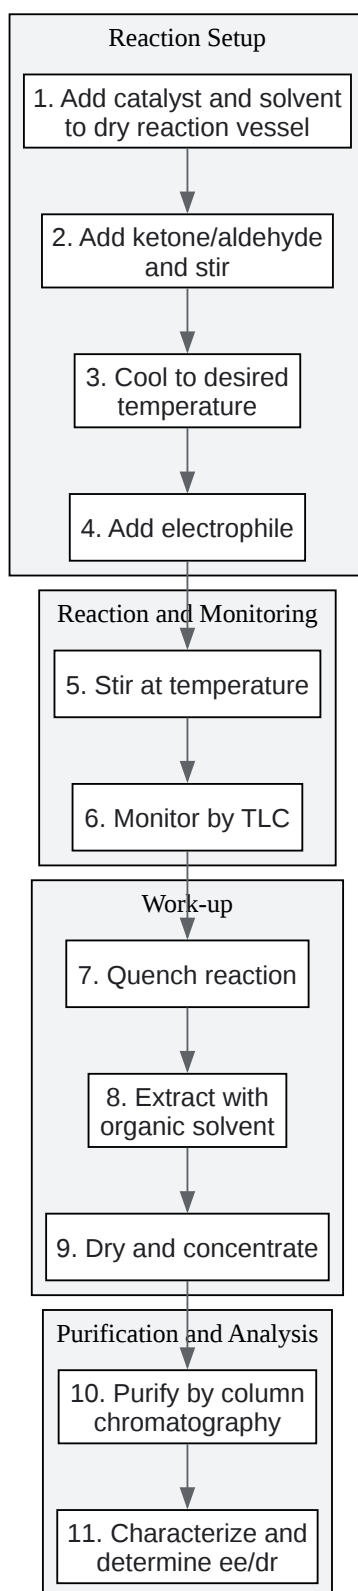 Reaction Setup
1. Add catalyst and solvent
to dry reaction vessel
2. Add ketone/aldehyde
and stir
3. Cool to desired
temperature
4. Add electrophile
Reaction and Monitoring
5. Stir at temperature
6. Monitor by TLC
Work-up
7. Quench reaction
8. Extract with
organic solvent
9. Dry and concentrate
Purification and Analysis
10. Purify by column
chromatography
11. Characterize and
determine ee/dr